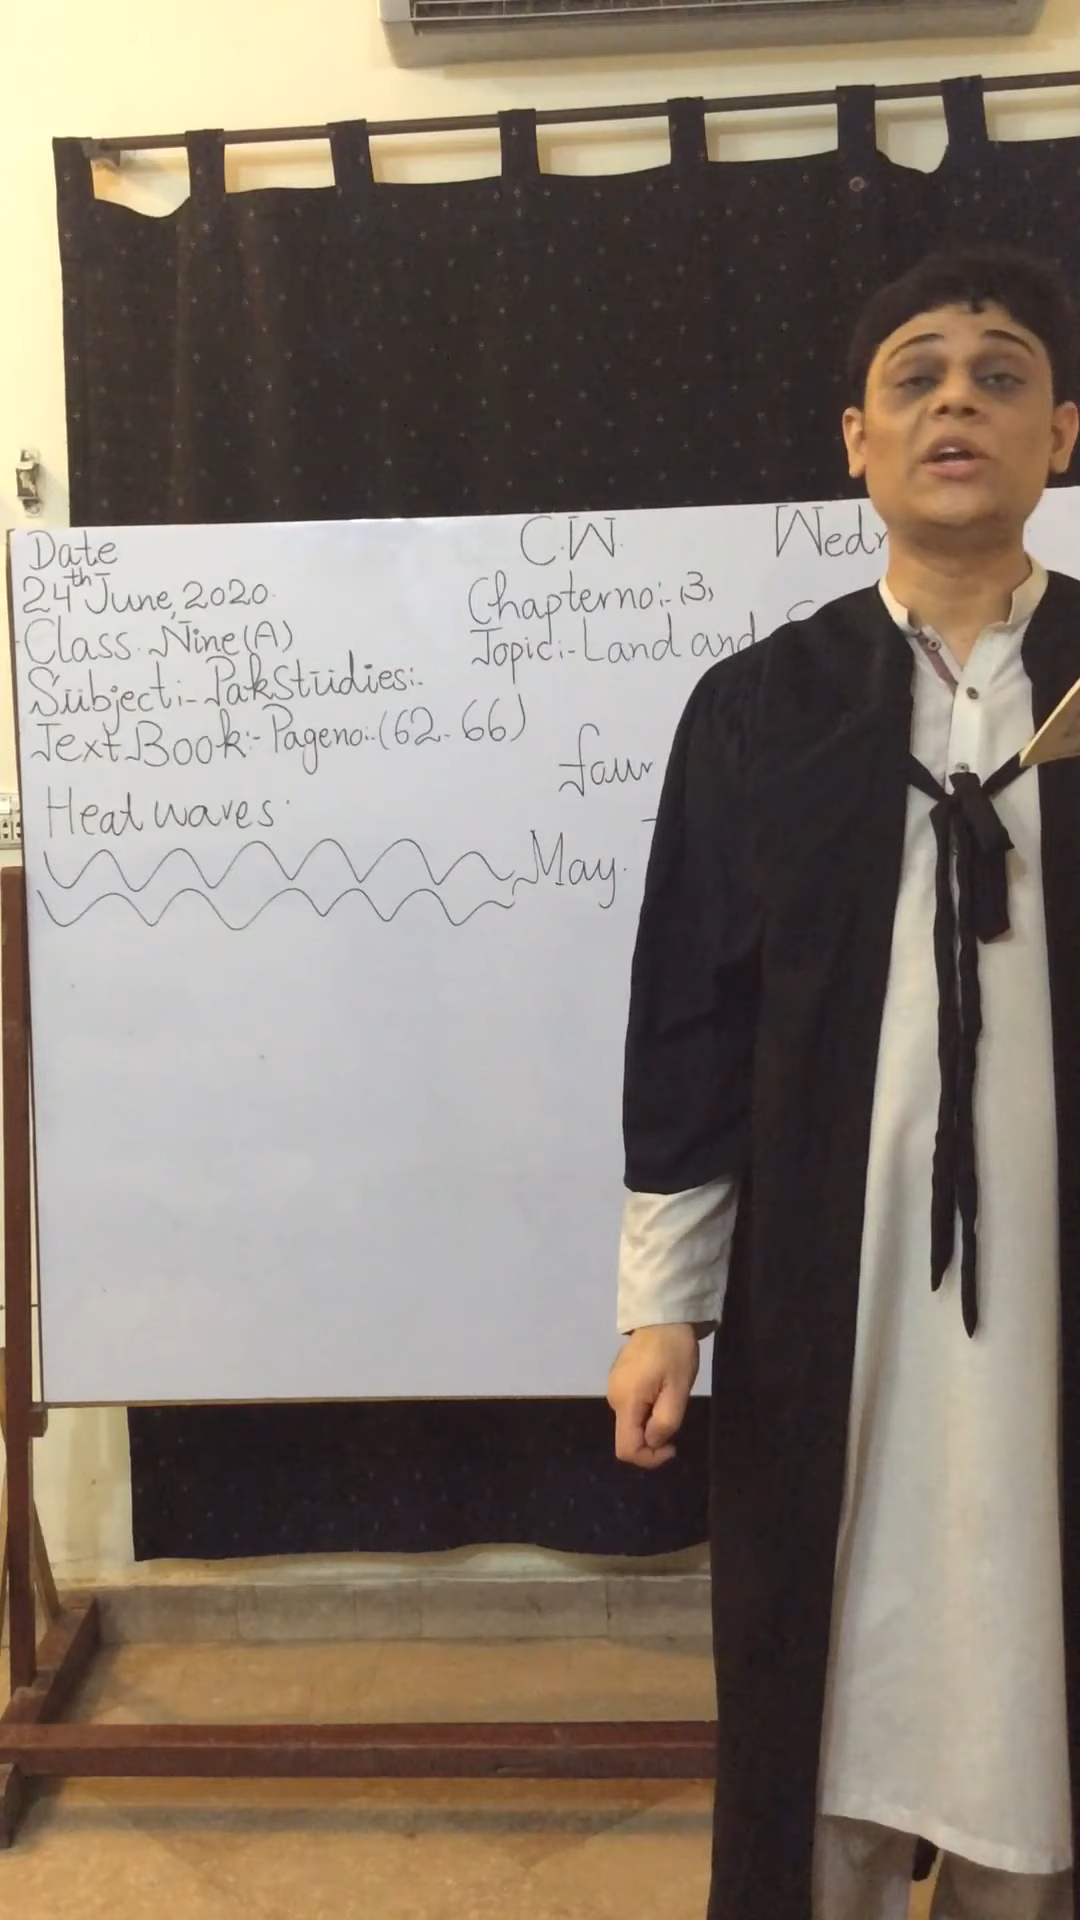 Date
C.W.
24th June, 2020.
Chapter no:- 3,
Class. Nine (A)
Topic:- Land and
Subject:- Pak Studies:-
Text Book:- Page no:- (62-66)
Heat waves.
May.